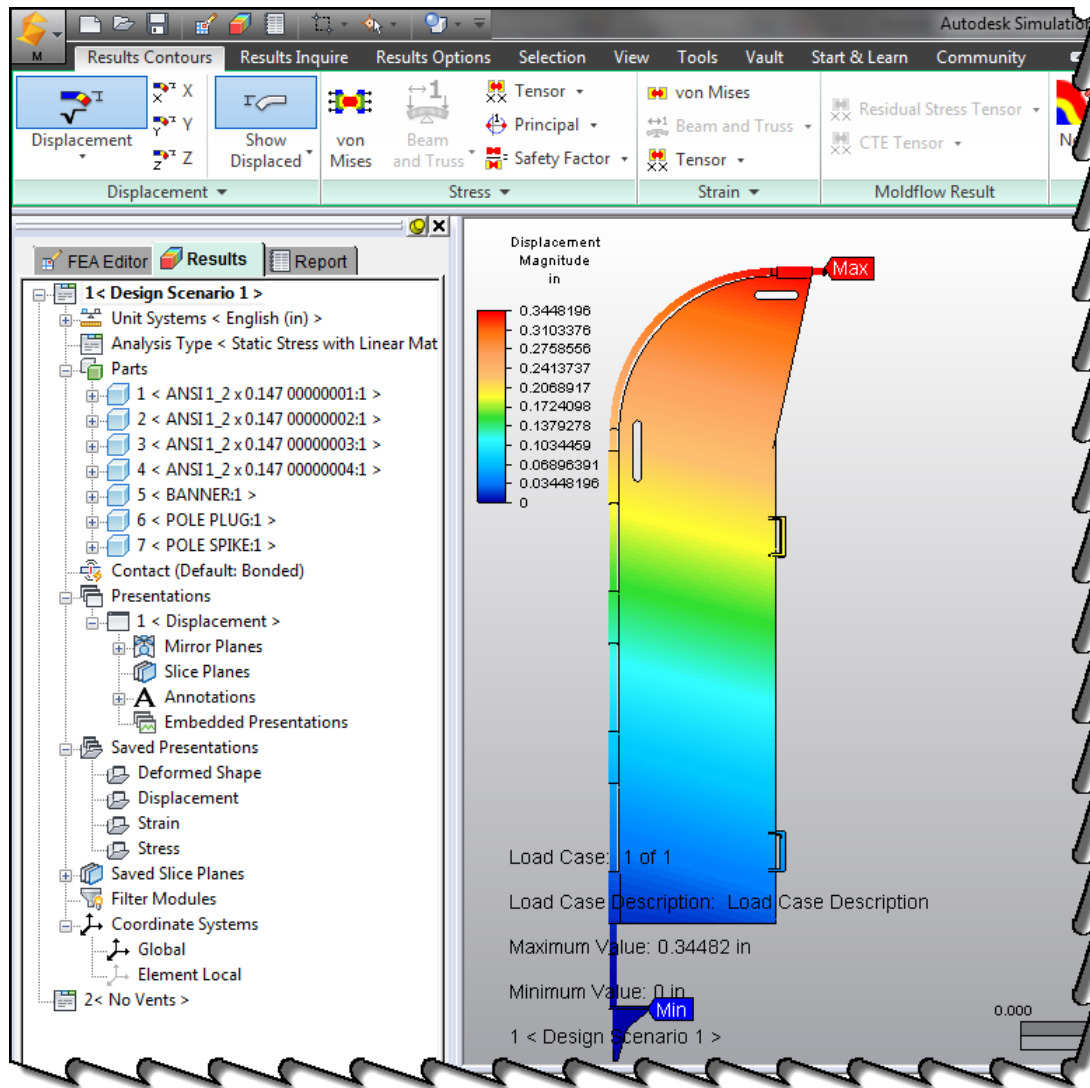 Autodesk Simulation
M
Results Contours Results Inquire Results Options Selection View Tools Vault Start & Learn Community
Displacement
X
Y
Z
Show
Displaced
von
Mises
Beam
and Truss
Tensor
Principal
Safety Factor
von Mises
Beam and Truss
Tensor
Residual Stress Tensor
CTE Tensor
Displacement Stress Strain Moldflow Result
FEA Editor Results Report
1< Design Scenario 1 >
Unit Systems < English (in) >
Analysis Type < Static Stress with Linear Mat
Parts
1 < ANSI 1_2 x 0.147 00000001:1 >
2 < ANSI 1_2 x 0.147 00000002:1 >
3 < ANSI 1_2 x 0.147 00000003:1 >
4 < ANSI 1_2 x 0.147 00000004:1 >
5 < BANNER:1 >
6 < POLE PLUG:1 >
7 < POLE SPIKE:1 >
Contact (Default: Bonded)
Presentations
1 < Displacement >
Mirror Planes
Slice Planes
Annotations
Embedded Presentations
Saved Presentations
Deformed Shape
Displacement
Strain
Stress
Saved Slice Planes
Filter Modules
Coordinate Systems
Global
Element Local
2< No Vents >
Displacement
Magnitude
in
0.3448196
0.3103376
0.2758556
0.2413737
0.2068917
0.1724098
0.1379278
0.1034459
0.06896391
0.03448196
0
Max
Load Case: 1 of 1
Load Case Description: Load Case Description
Maximum Value: 0.34482 in
Minimum Value: 0 in
Min
1 < Design Scenario 1 >
0.000